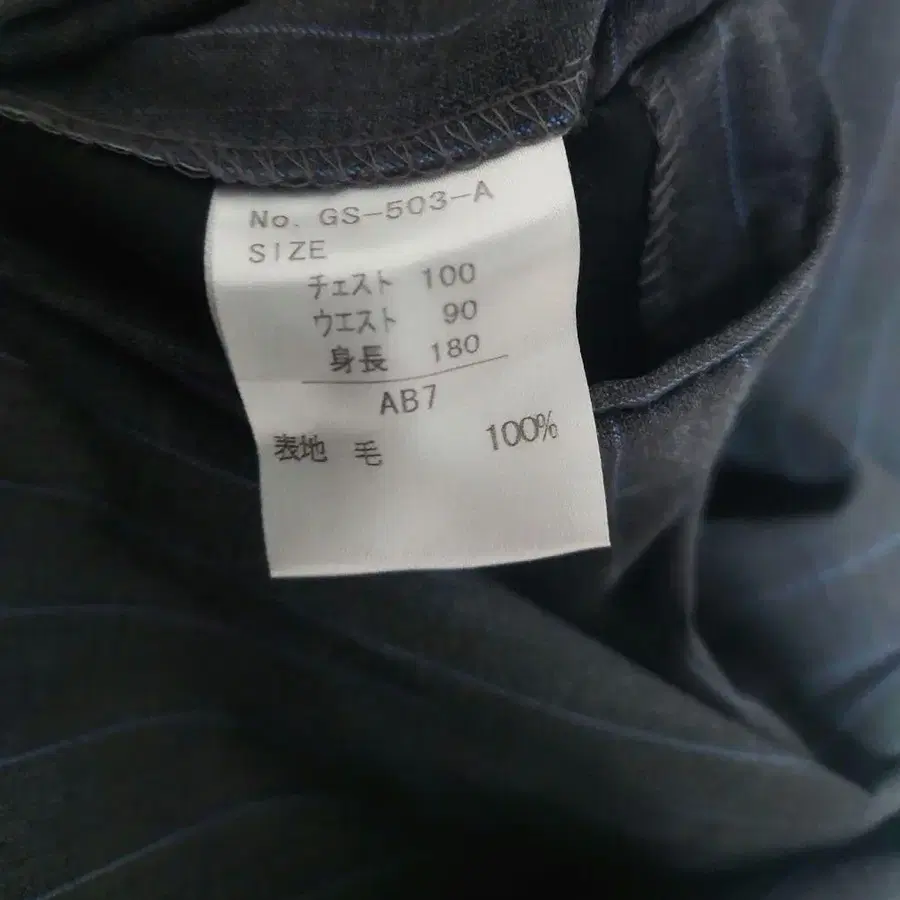 No. GS-503-A
SIZE
チェスト 100
ウエスト 90
身長 180
AB7
表地 毛 100%